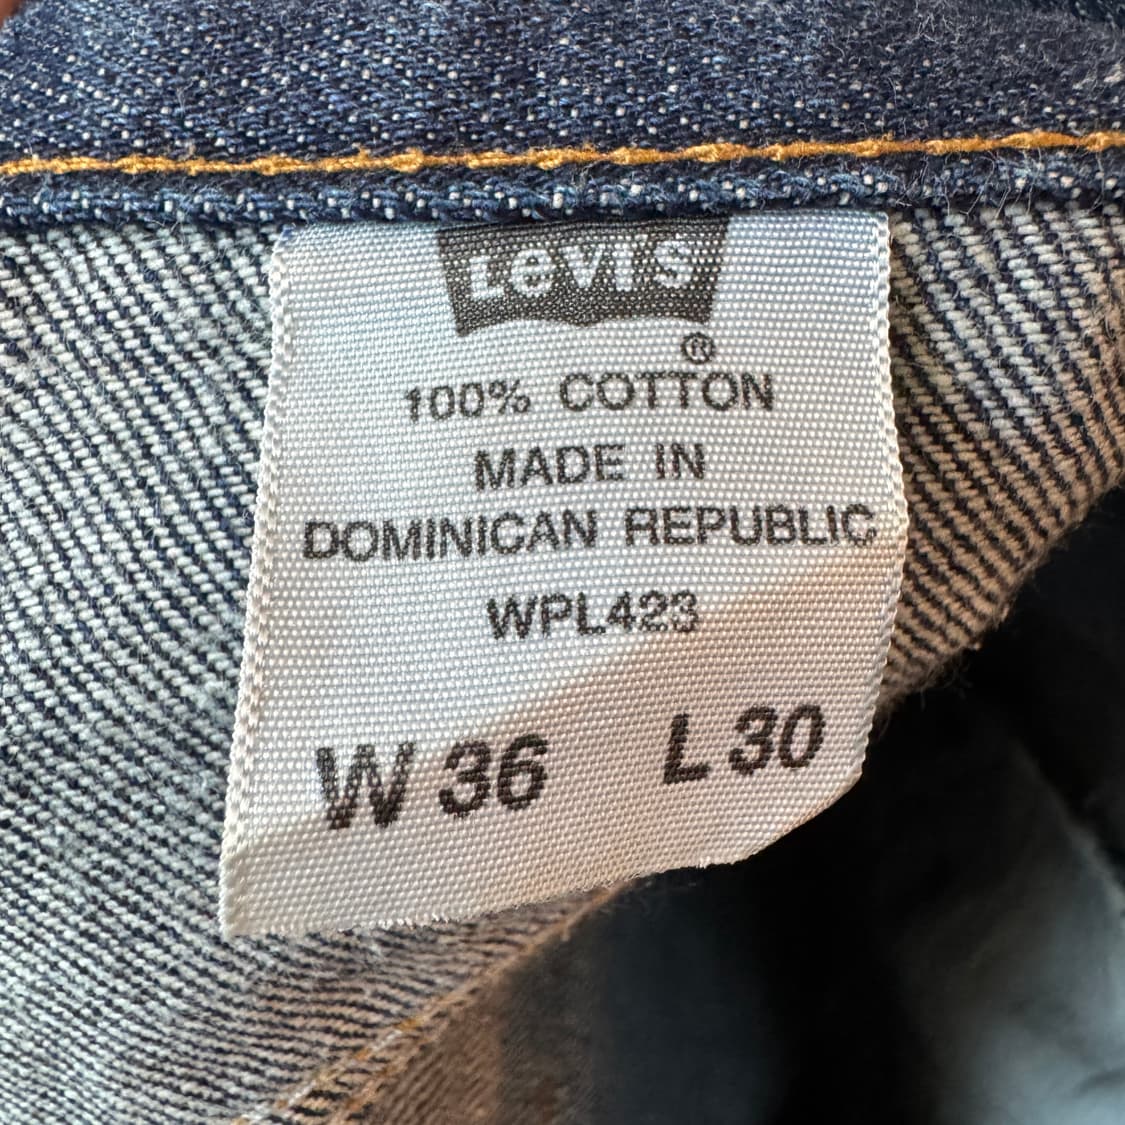 LEVI'S
®
100% COTTON
MADE IN
DOMINICAN REPUBLIC
WPL423
W 36 L 30